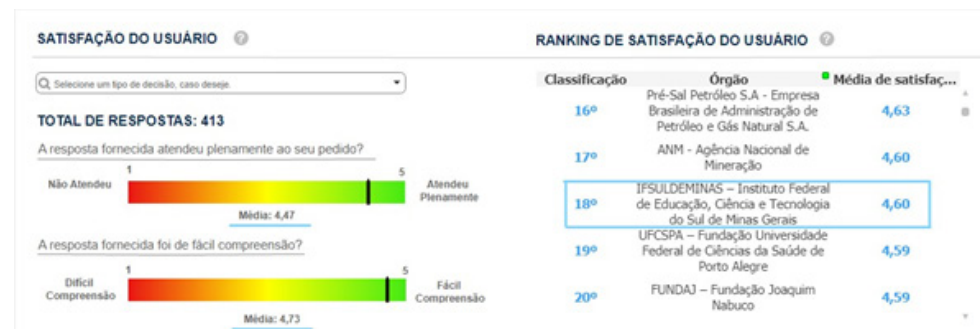 SATISFAÇÃO DO USUÁRIO ?
Selecione um tipo de decisão, caso deseje.
TOTAL DE RESPOSTAS: 413
A resposta fornecida atendeu plenamente ao seu pedido?
1 5
Não Atendeu
Atendeu
Plenamente
Média: 4,47
A resposta fornecida foi de fácil compreensão?
1 5
Difícil
Compreensão
Fácil
Compreensão
Média: 4,73
RANKING DE SATISFAÇÃO DO USUÁRIO ?
Classificação Órgão Média de satisfaç...
Pré-Sal Petróleo S.A - Empresa
16º Brasileira de Administração de 4,63
Petróleo e Gás Natural S.A.
17º ANM - Agência Nacional de 4,60
Mineração
IFSULDEMINAS – Instituto Federal
18º de Educação, Ciência e Tecnologia 4,60
do Sul de Minas Gerais
UFCSPA – Fundação Universidade
19º Federal de Ciências da Saúde de 4,59
Porto Alegre
20º FUNDAJ – Fundação Joaquim 4,59
Nabuco